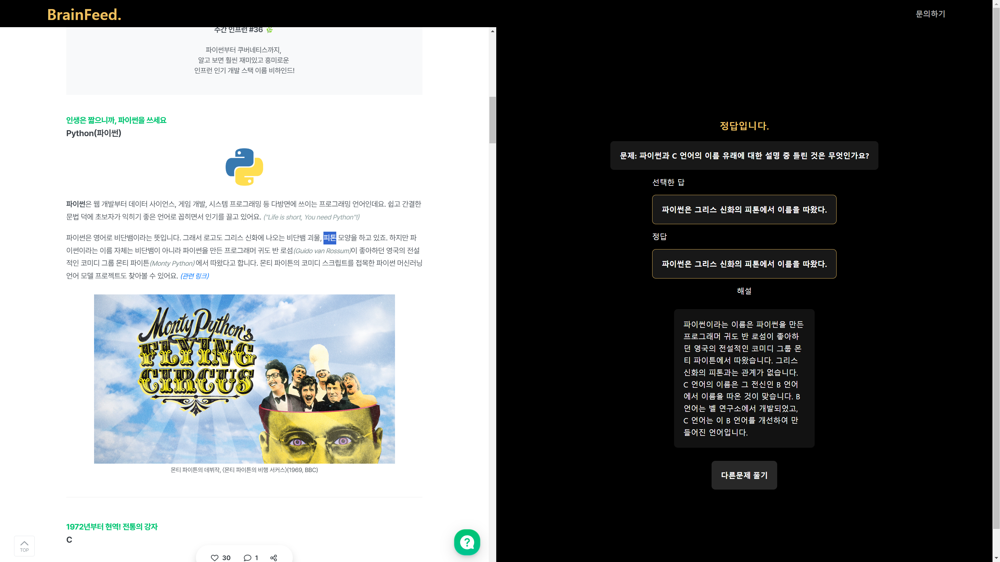 BrainFeed.
문의하기
주간 인프런 #36
파이썬부터 쿠버네티스까지,
알고 보면 훨씬 재미있고 흥미로운
인프런 인기 개발 스택 이름 비하인드!
인생은 짧으니까, 파이썬을 쓰세요
Python(파이썬)
파이썬은 웹 개발부터 데이터 사이언스, 게임 개발, 시스템 프로그래밍 등 다방면에 쓰이는 프로그래밍 언어인데요. 쉽고 간결한
문법 덕에 초보자가 익히기 좋은 언어로 꼽히면서 인기를 끌고 있어요. ("Life is short, You need Python"!)
파이썬은 영어로 비단뱀이라는 뜻입니다. 그래서 로고도 그리스 신화에 나오는 비단뱀 괴물, 피톤 모양을 하고 있죠. 하지만 파
이썬이라는 이름 자체는 비단뱀이 아니라 파이썬을 만든 프로그래머 귀도 반 로섬(Guido van Rossum)이 좋아하던 영국의 전설
적인 코미디 그룹 몬티 파이튼(Monty Python) 에서 따왔다고 합니다. 몬티 파이튼의 코미디 스크립트를 접목한 파이썬 머신러닝
언어 모델 프로젝트도 찾아볼 수 있어요. (관련 링크)
Monty Python's
FLYING
CIRCUS
몬티 파이튼의 데뷔작, <몬티 파이튼의 비행 서커스>(1969, BBC)
1972년부터 현역! 전통의 강자
C
TOP
30
1
정답입니다.
문제: 파이썬과 C 언어의 이름 유래에 대한 설명 중 틀린 것은 무엇인가요?
선택한 답
파이썬은 그리스 신화의 피톤에서 이름을 따왔다.
정답
파이썬은 그리스 신화의 피톤에서 이름을 따왔다.
해설
파이썬이라는 이름은 파이썬을 만든
프로그래머 귀도 반 로섬이 좋아하
던 영국의 전설적인 코미디 그룹 몬
티 파이튼에서 따왔습니다. 그리스
신화의 피톤과는 관계가 없습니다.
C 언어의 이름은 그 전신인 B 언어
에서 이름을 따온 것이 맞습니다. B
언어는 벨 연구소에서 개발되었고,
C 언어는 이 B 언어를 개선하여 만
들어진 언어입니다.
다른문제 풀기